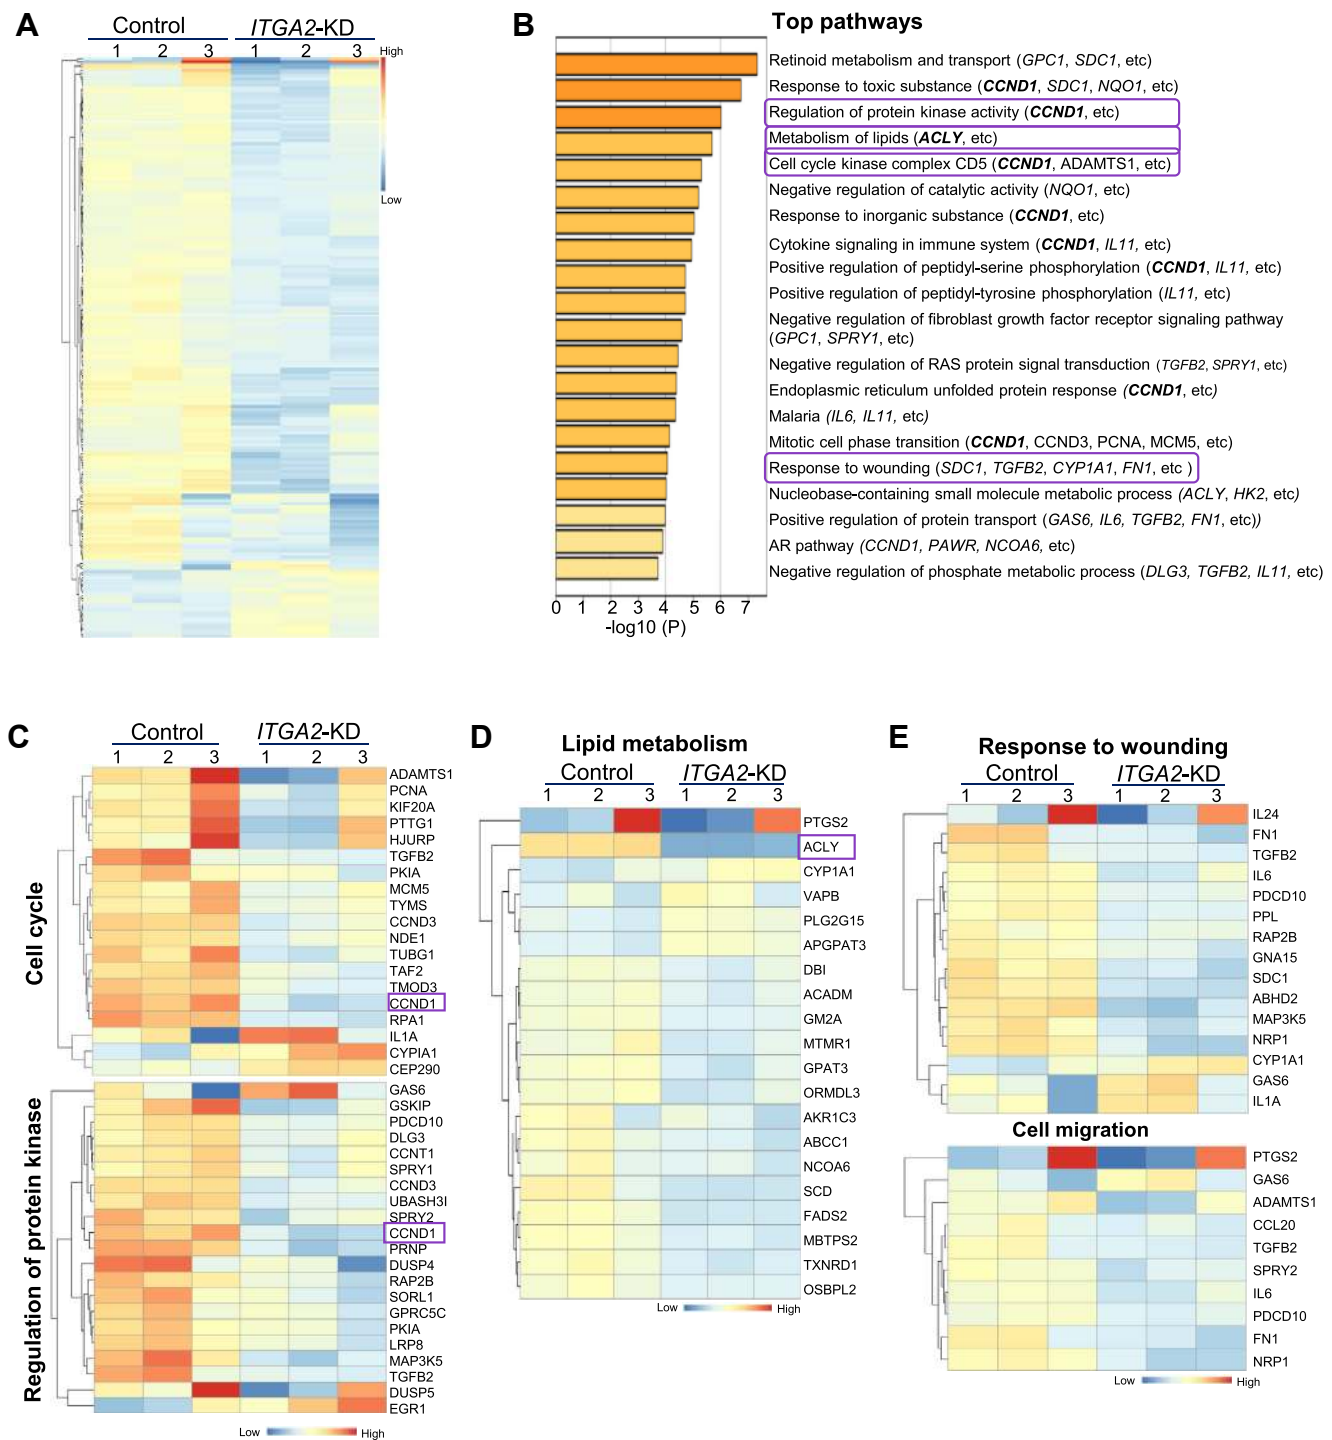 A
Control
ITGA2-KD
1 2 3 1 2 3
High
Low
B
Top pathways
Retinoid metabolism and transport (GPC1, SDC1, etc)
Response to toxic substance (CCND1, SDC1, NQO1, etc)
Regulation of protein kinase activity (CCND1, etc)
Metabolism of lipids (ACLY, etc)
Cell cycle kinase complex CD5 (CCND1, ADAMTS1, etc)
Negative regulation of catalytic activity (NQO1, etc)
Response to inorganic substance (CCND1, etc)
Cytokine signaling in immune system (CCND1, IL11, etc)
Positive regulation of peptidyl-serine phosphorylation (CCND1, IL11, etc)
Positive regulation of peptidyl-tyrosine phosphorylation (IL11, etc)
Negative regulation of fibroblast growth factor receptor signaling pathway
(GPC1, SPRY1, etc)
Negative regulation of RAS protein signal transduction (TGFB2, SPRY1, etc)
Endoplasmic reticulum unfolded protein response (CCND1, etc)
Malaria (IL6, IL11, etc)
Mitotic cell phase transition (CCND1, CCND3, PCNA, MCM5, etc)
Response to wounding (SDC1, TGFB2, CYP1A1, FN1, etc )
Nucleobase-containing small molecule metabolic process (ACLY, HK2, etc)
Positive regulation of protein transport (GAS6, IL6, TGFB2, FN1, etc))
AR pathway (CCND1, PAWR, NCOA6, etc)
Negative regulation of phosphate metabolic process (DLG3, TGFB2, IL11, etc)
0 1 2 3 4 5 6 7
-log10 (P)
C
Control
ITGA2-KD
1 2 3 1 2 3
Cell cycle
ADAMTS1
PCNA
KIF20A
PTTG1
HJURP
TGFB2
PKIA
MCM5
TYMS
CCND3
NDE1
TUBG1
TAF2
TMOD3
CCND1
RPA1
IL1A
CYPIA1
CEP290
Regulation of protein kinase
GAS6
GSKIP
PDCD10
DLG3
CCNT1
SPRY1
CCND3
UBASH3I
SPRY2
CCND1
PRNP
DUSP4
RAP2B
SORL1
GPRC5C
PKIA
LRP8
MAP3K5
TGFB2
DUSP5
EGR1
Low High
D
Lipid metabolism
Control
ITGA2-KD
1 2 3 1 2 3
PTGS2
ACLY
CYP1A1
VAPB
PLG2G15
APGPAT3
DBI
ACADM
GM2A
MTMR1
GPAT3
ORMDL3
AKR1C3
ABCC1
NCOA6
SCD
FADS2
MBTPS2
TXNRD1
OSBPL2
Low High
E
Response to wounding
Control
ITGA2-KD
1 2 3 1 2 3
IL24
FN1
TGFB2
IL6
PDCD10
PPL
RAP2B
GNA15
SDC1
ABHD2
MAP3K5
NRP1
CYP1A1
GAS6
IL1A
Cell migration
PTGS2
GAS6
ADAMTS1
CCL20
TGFB2
SPRY2
IL6
PDCD10
FN1
NRP1
Low High